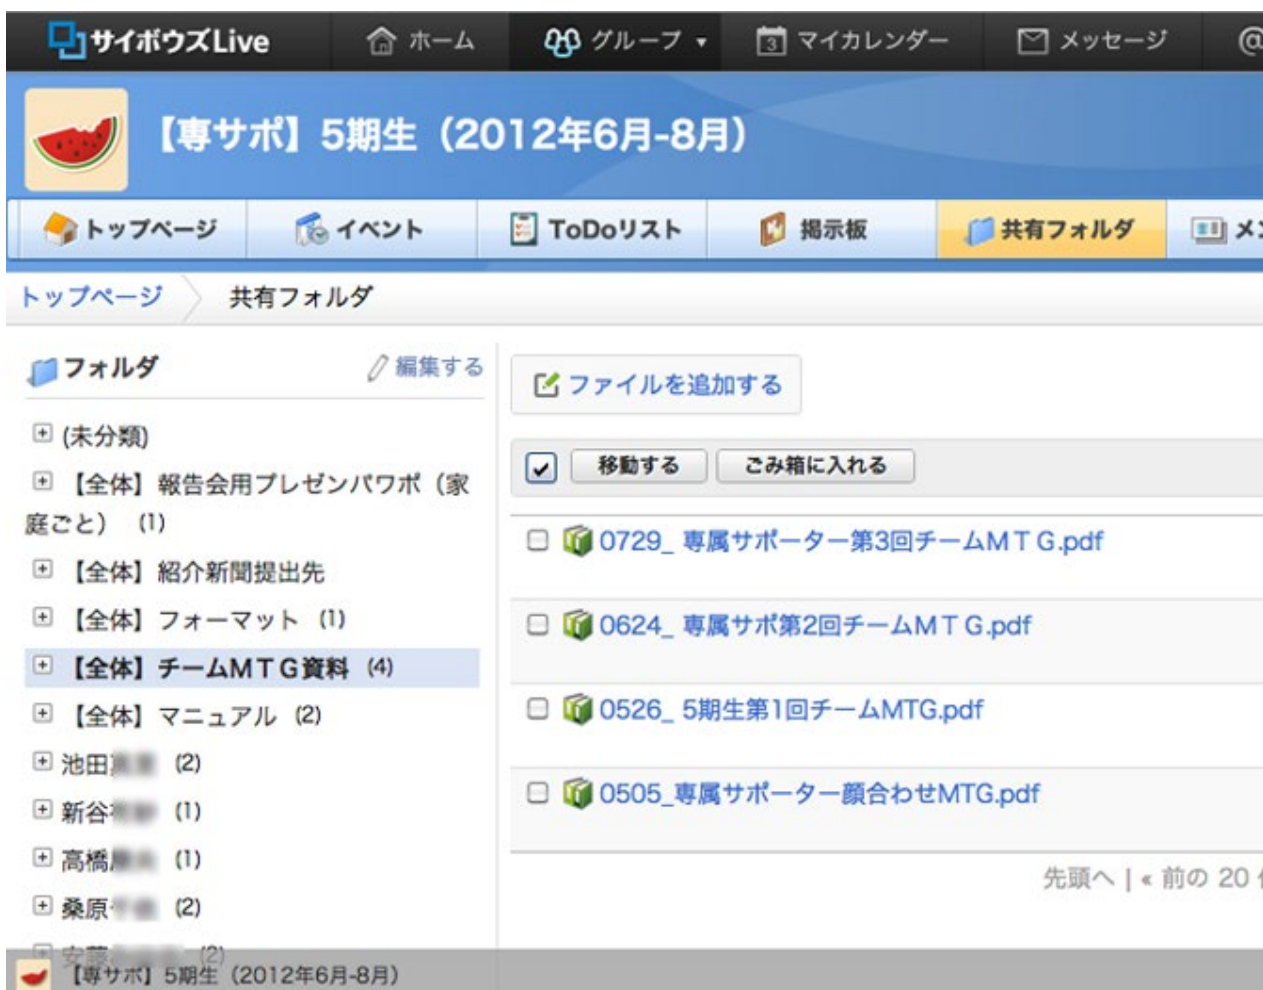 サイボウズLive ホーム グループ ▼ 3 マイカレンダー メッセージ @
【専サポ】5期生（2012年6月-8月）
トップページ イベント ToDoリスト 掲示板 共有フォルダ
トップページ 共有フォルダ
フォルダ 編集する
ファイルを追加する
(未分類)
移動する ごみ箱に入れる
【全体】報告会用プレゼンパワポ（家
庭ごと） (1)
0729_ 専属サポーター第3回チームMＴＧ.pdf
【全体】紹介新聞提出先
【全体】フォーマット (1)
0624_ 専属サポ第2回チームMＴＧ.pdf
【全体】チームMＴＧ資料 (4)
【全体】マニュアル (2)
0526_ 5期生第1回チームMTG.pdf
池田 (2)
0505_専属サポーター顔合わせMTG.pdf
新谷 (1)
高橋 (1)
先頭へ | « 前の 20
桑原 (2)
安藤 (2)
【専サポ】5期生（2012年6月-8月）